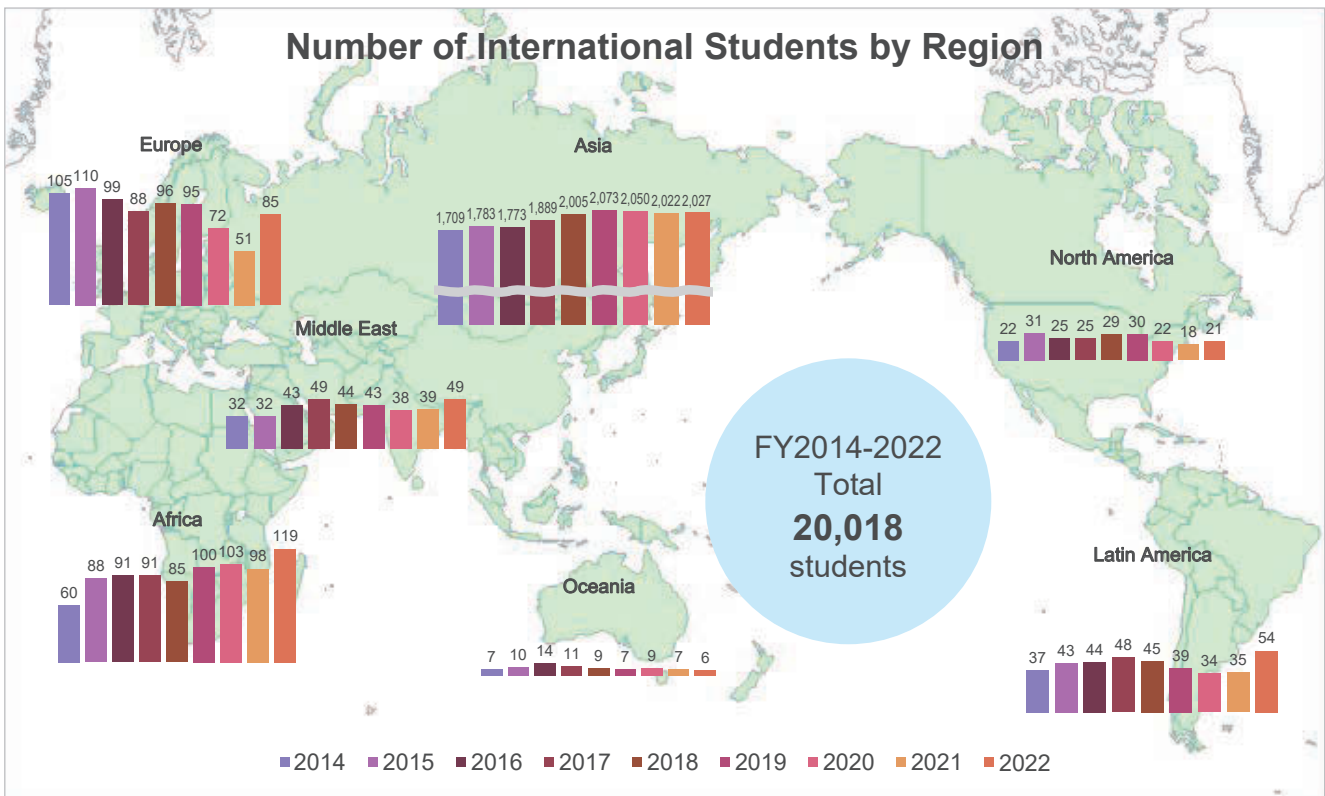 Number of International Students by Region
Europe
105 110 99 88 96 95 72 51 85
Asia
1,709 1,783 1,773 1,889 2,005 2,073 2,050 2,022 2,027
North America
22 31 25 25 29 30 22 18 21
Middle East
32 32 43 49 44 43 38 39 49
FY2014-2022
Total
20,018
students
Africa
60 88 91 91 85 100 103 98 119
Oceania
7 10 14 11 9 7 9 7 6
Latin America
37 43 44 48 45 39 34 35 54
2014 2015 2016 2017 2018 2019 2020 2021 2022